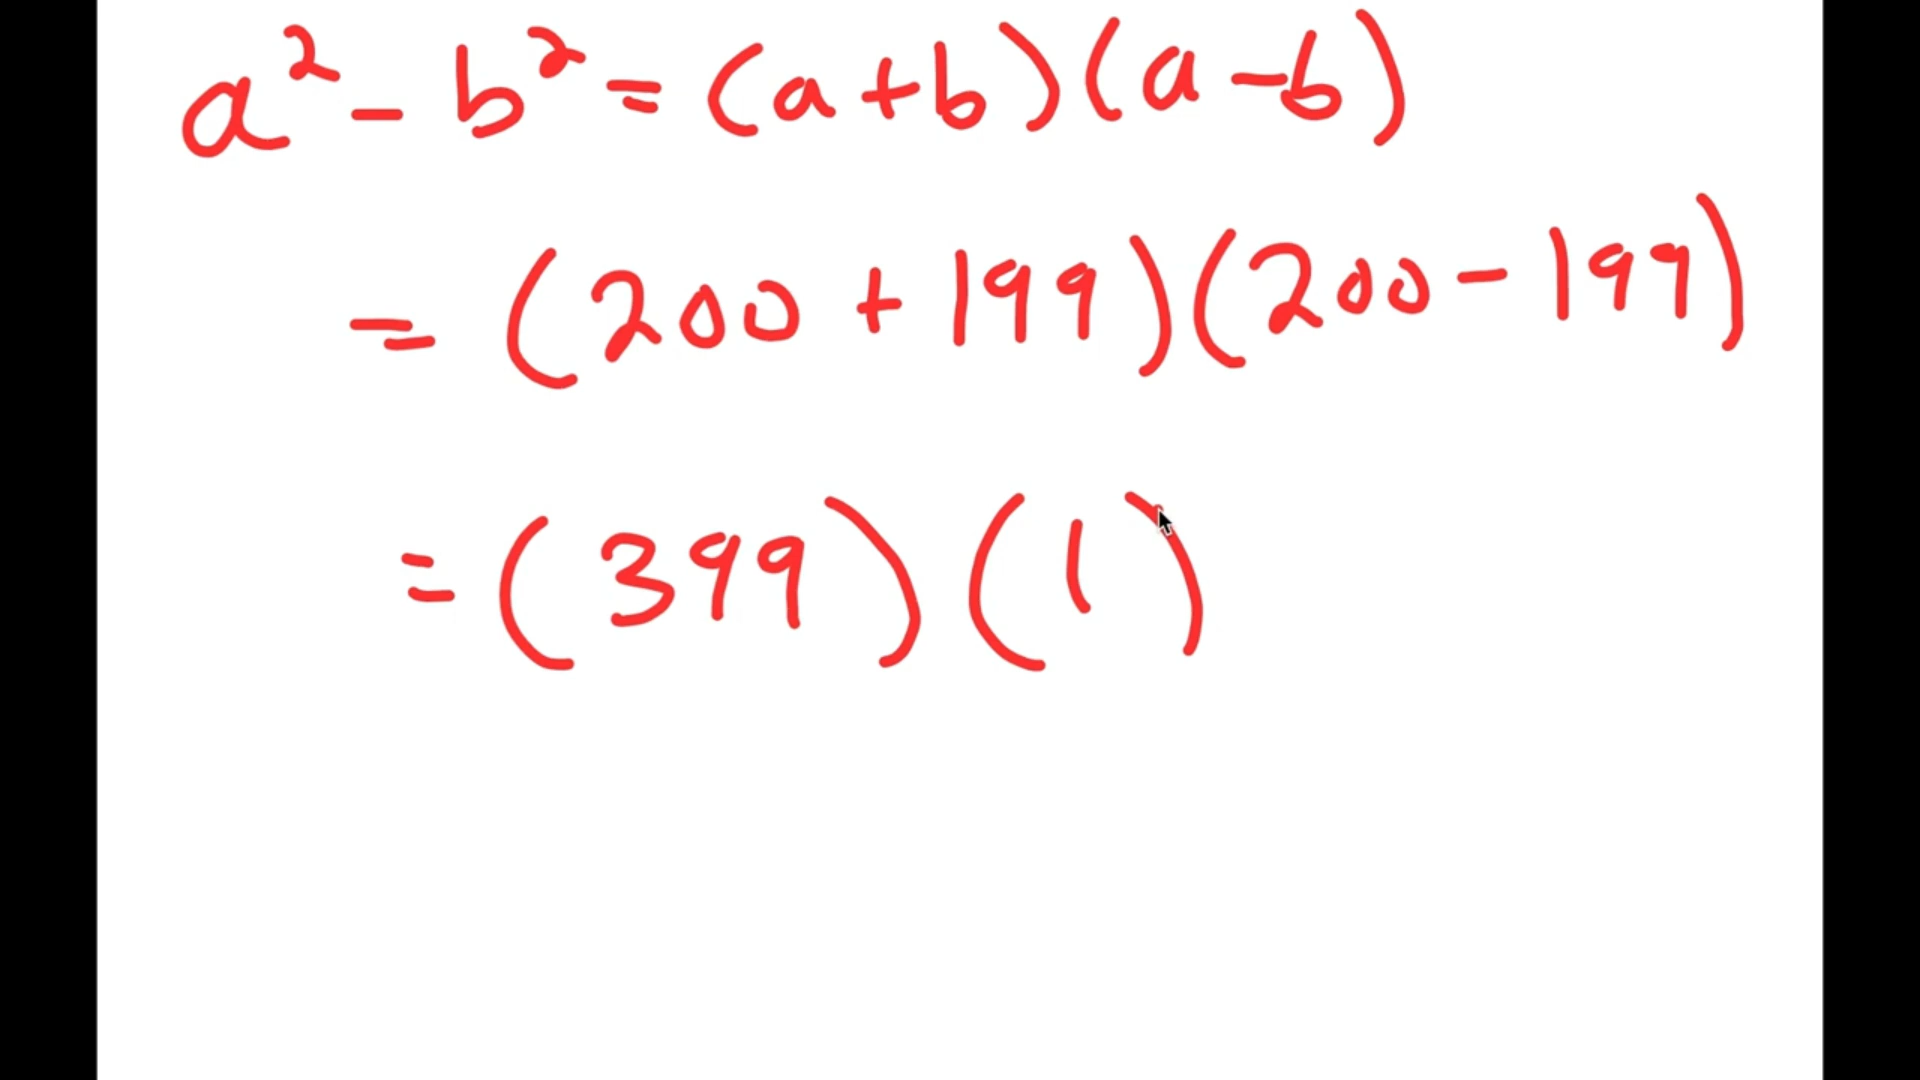 a² - b² = (a+b)(a-b)
= (200 + 199)(200 - 199)
= (399)(1)